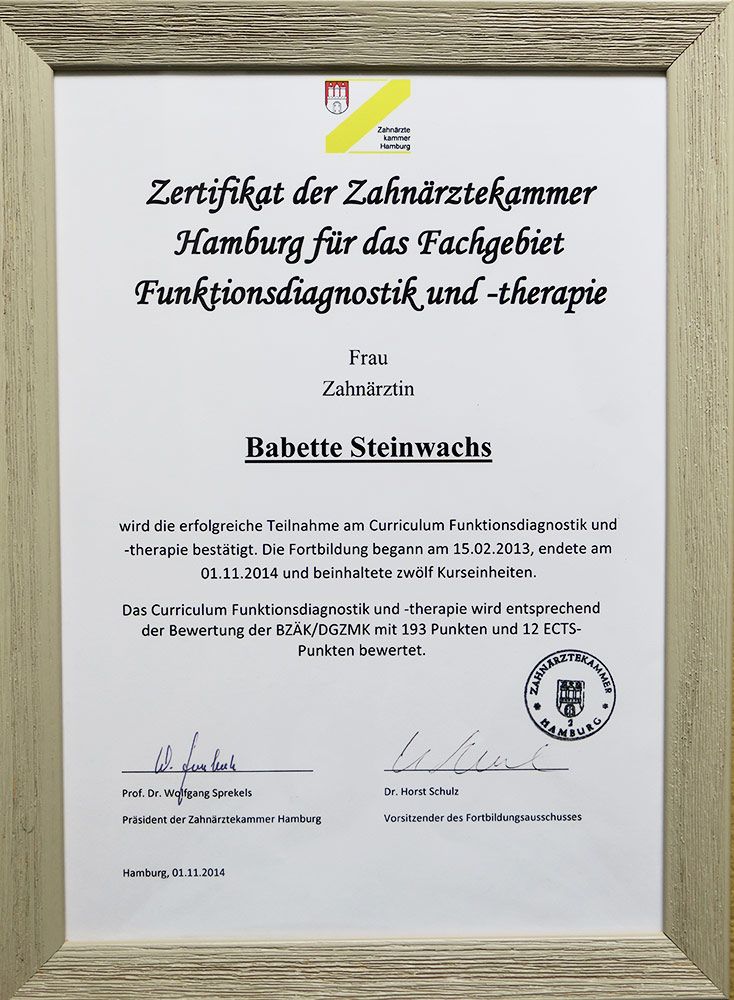 Zahnärzte
kammer
Hamburg
Zertifikat der Zahnärztekammer
Hamburg für das Fachgebiet
Funktionsdiagnostik und -therapie
Frau
Zahnärztin
Babette Steinwachs
wird die erfolgreiche Teilnahme am Curriculum Funktionsdiagnostik und
-therapie bestätigt. Die Fortbildung begann am 15.02.2013, endete am
01.11.2014 und beinhaltete zwölf Kurseinheiten.
Das Curriculum Funktionsdiagnostik und -therapie wird entsprechend
der Bewertung der BZÄK/DGZMK mit 193 Punkten und 12 ECTS-
Punkten bewertet.
ZAHNÄRZTEKAMMER
2
* HAMBURG *
Prof. Dr. Wolfgang Sprekels
Präsident der Zahnärztekammer Hamburg
Dr. Horst Schulz
Vorsitzender des Fortbildungsausschusses
Hamburg, 01.11.2014